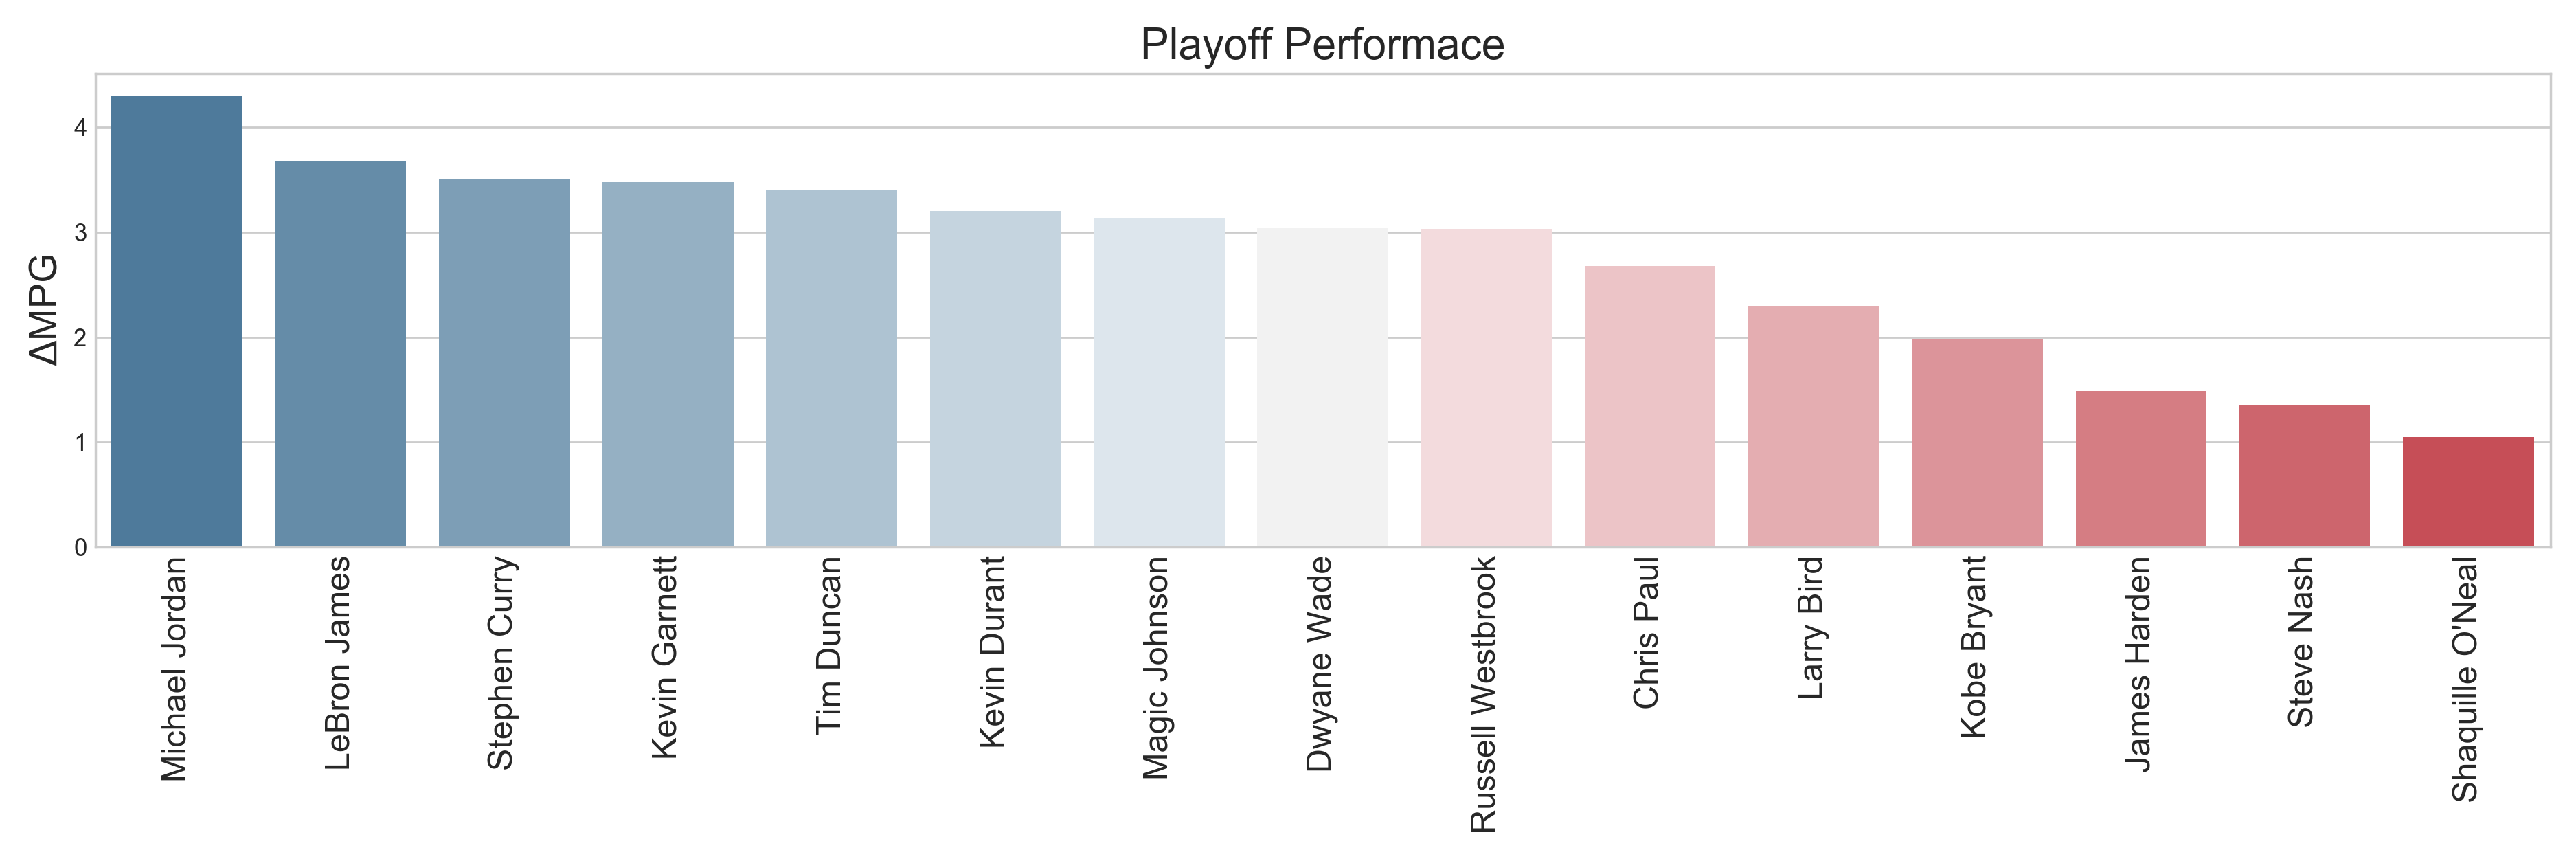 Playoff Performace
ΔMPG
4
3
2
1
0
Michael Jordan
LeBron James
Stephen Curry
Kevin Garnett
Tim Duncan
Kevin Durant
Magic Johnson
Dwyane Wade
Russell Westbrook
Chris Paul
Larry Bird
Kobe Bryant
James Harden
Steve Nash
Shaquille O'Neal